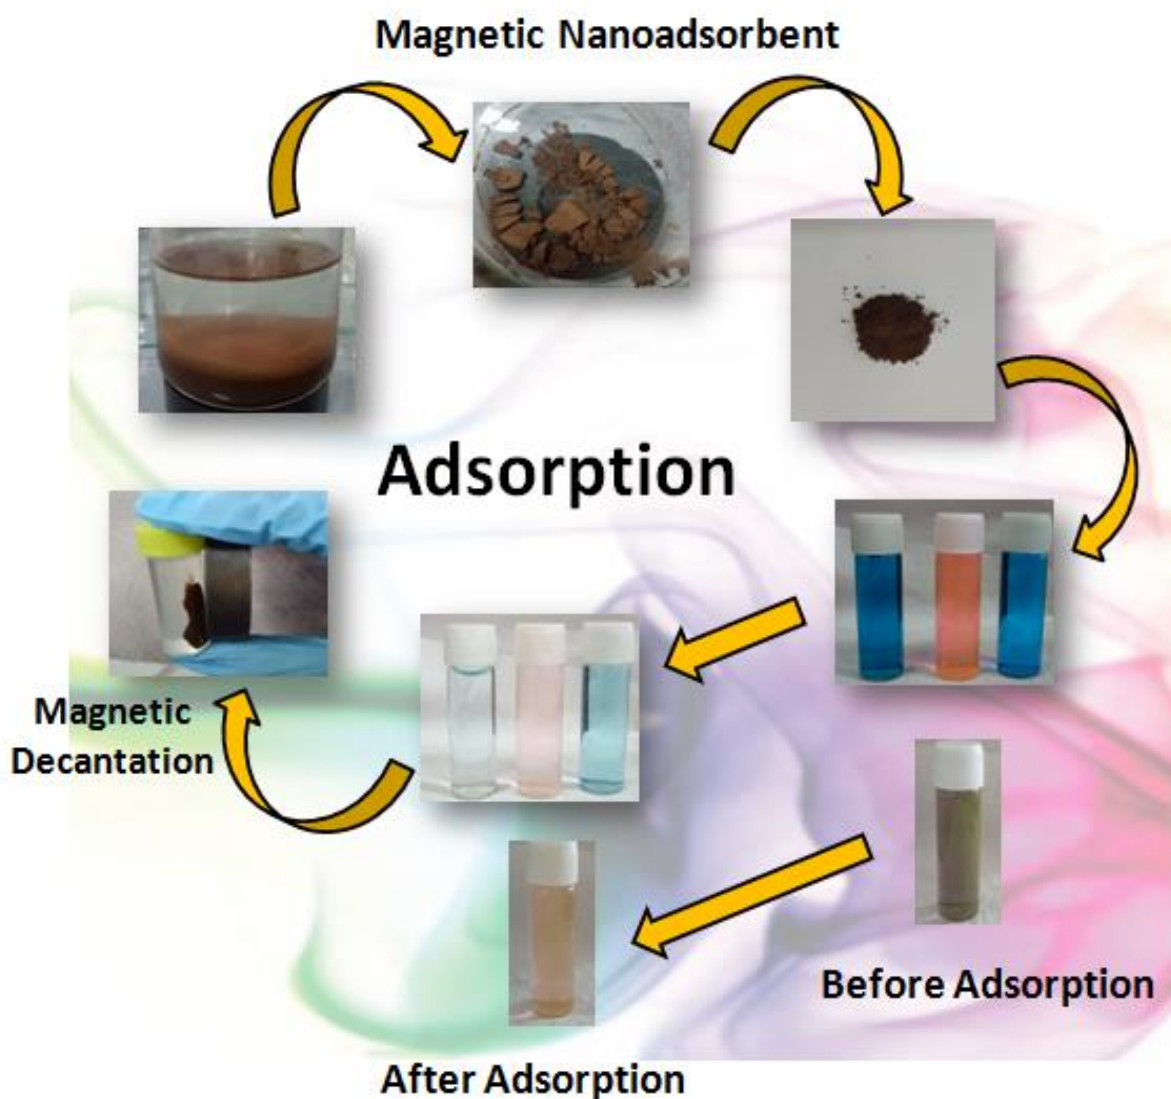 Magnetic Nanoadsorbent
Adsorption
Magnetic
Decantation
Before Adsorption
After Adsorption